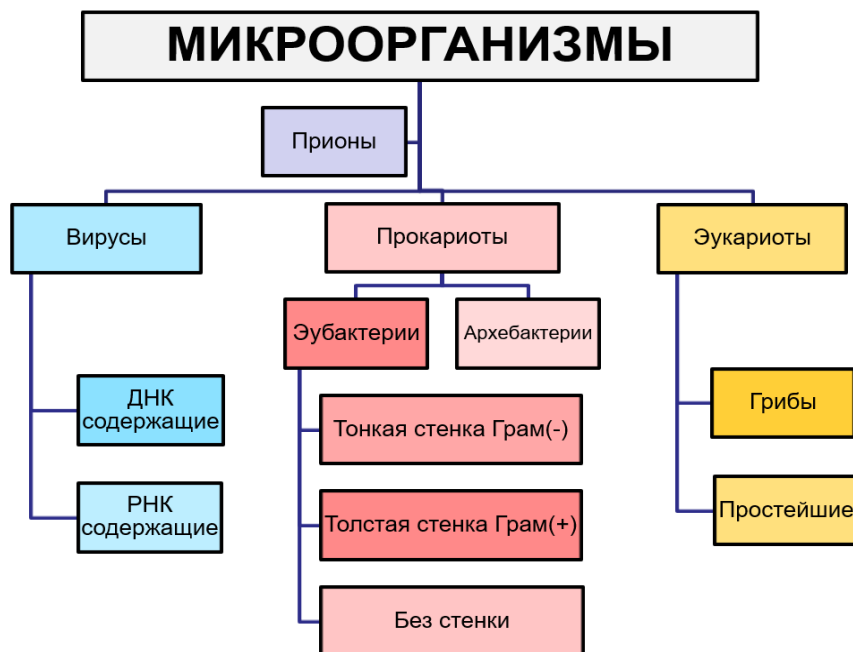 МИКРООРГАНИЗМЫ
Прионы
Вирусы
Прокариоты
Эукариоты
Эубактерии
Архебактерии
ДНК
содержащие
РНК
содержащие
Тонкая стенка Грам(-)
Толстая стенка Грам(+)
Без стенки
Грибы
Простейшие